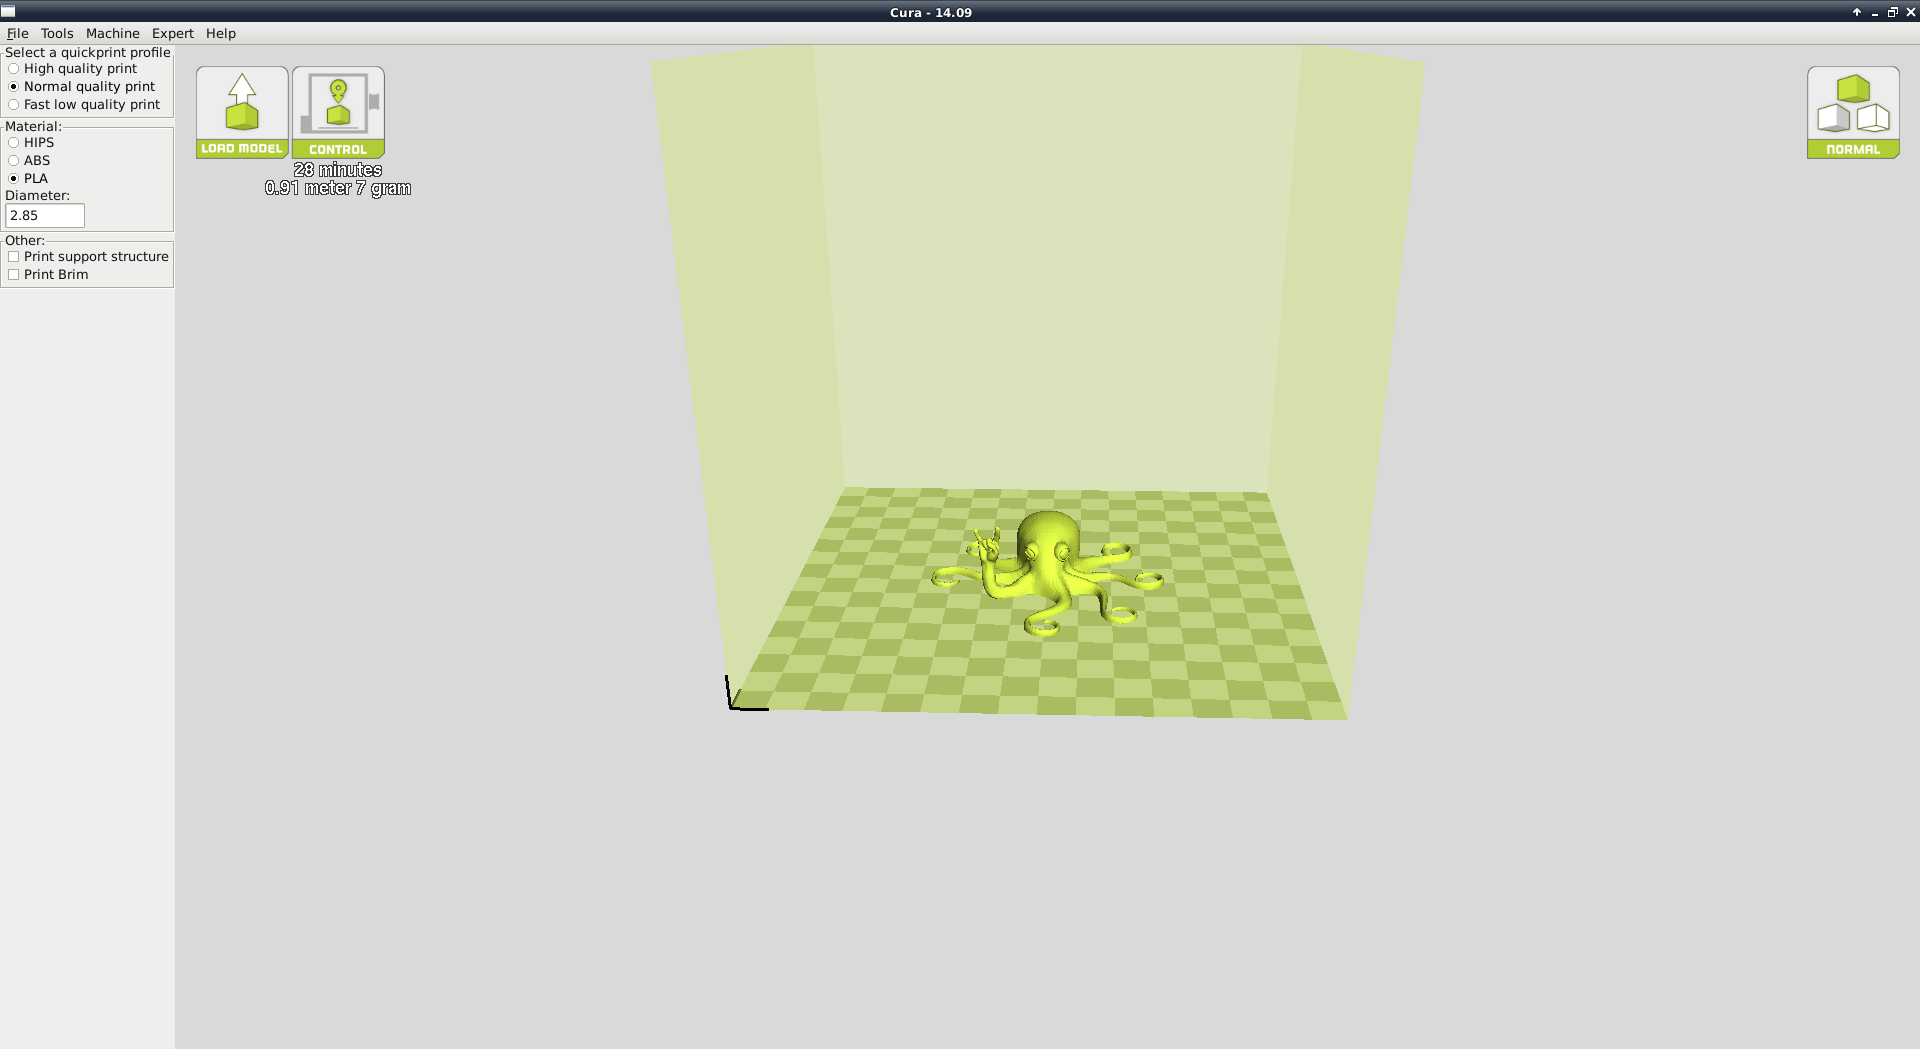 Cura - 14.09
File Tools Machine Expert Help
Select a quickprint profile
High quality print
Normal quality print
Fast low quality print
Material:
HIPS
ABS
PLA
Diameter:
2.85
Other:
Print support structure
Print Brim
LOAD MODEL
CONTROL
28 minutes
0.91 meter 7 gram
NORMAL